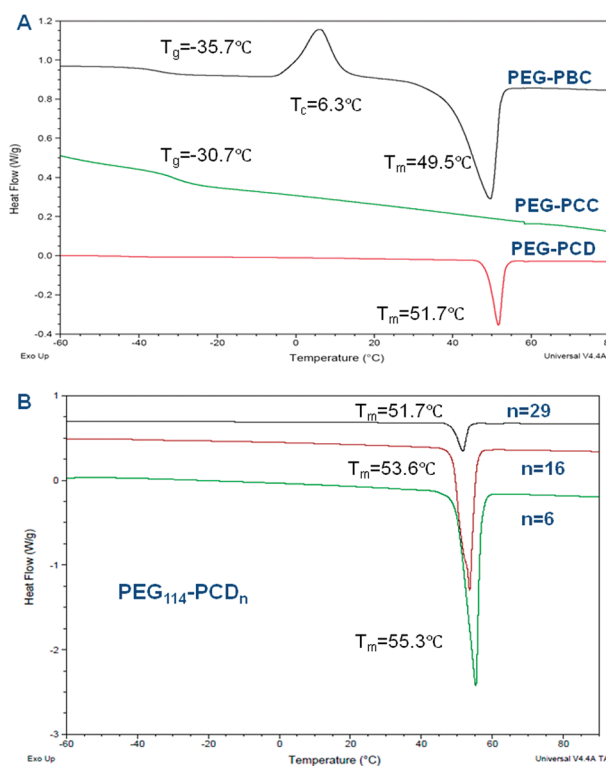 A
1.2
1.0
0.8
0.6
0.4
0.2
0.0
-0.2
-0.4
Heat Flow (W/g)
Tg=-35.7℃
Tc=6.3℃
Tg=-30.7℃
Tm=49.5℃
PEG-PBC
PEG-PCC
PEG-PCD
Tm=51.7℃
-60
-40
-20
0
20
40
60
80
Exo Up
Temperature (°C)
Universal V4.4A
B
1
0
-1
-2
-3
Heat Flow (W/g)
Tm=51.7℃
n=29
Tm=53.6℃
n=16
n=6
PEG114-PCDn
Tm=55.3℃
-60
-40
-20
0
20
40
60
80
Exo Up
Temperature (°C)
Universal V4.4A TA